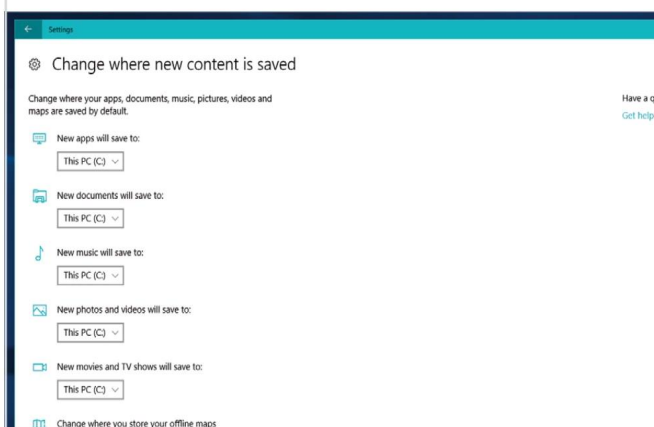 Settings
Change where new content is saved
Change where your apps, documents, music, pictures, videos and
maps are saved by default.
Have a q
Get help
New apps will save to:
This PC (C:)
New documents will save to:
This PC (C:)
New music will save to:
This PC (C:)
New photos and videos will save to:
This PC (C:)
New movies and TV shows will save to:
This PC (C:)
Change where you store your offline maps